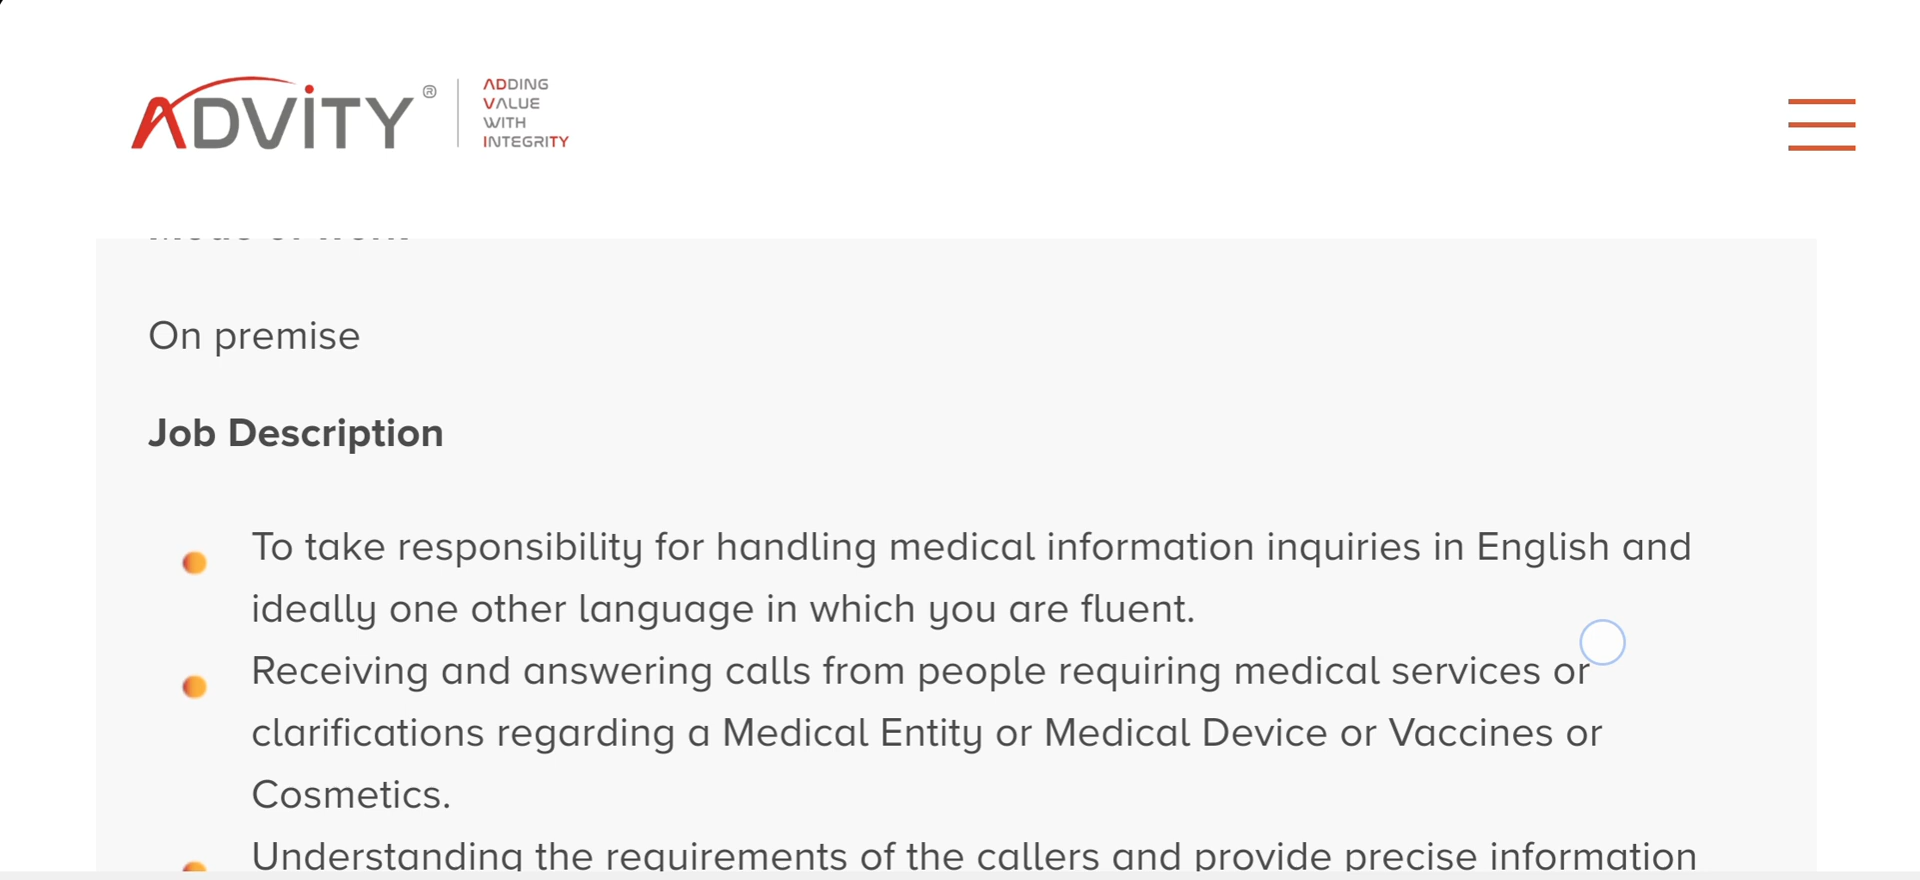 ADVITY®
ADDING
VALUE
WITH
INTEGRITY
Mode of work
On premise
Job Description
To take responsibility for handling medical information inquiries in English and
ideally one other language in which you are fluent.
Receiving and answering calls from people requiring medical services or
clarifications regarding a Medical Entity or Medical Device or Vaccines or
Cosmetics.
Understanding the requirements of the callers and provide precise information